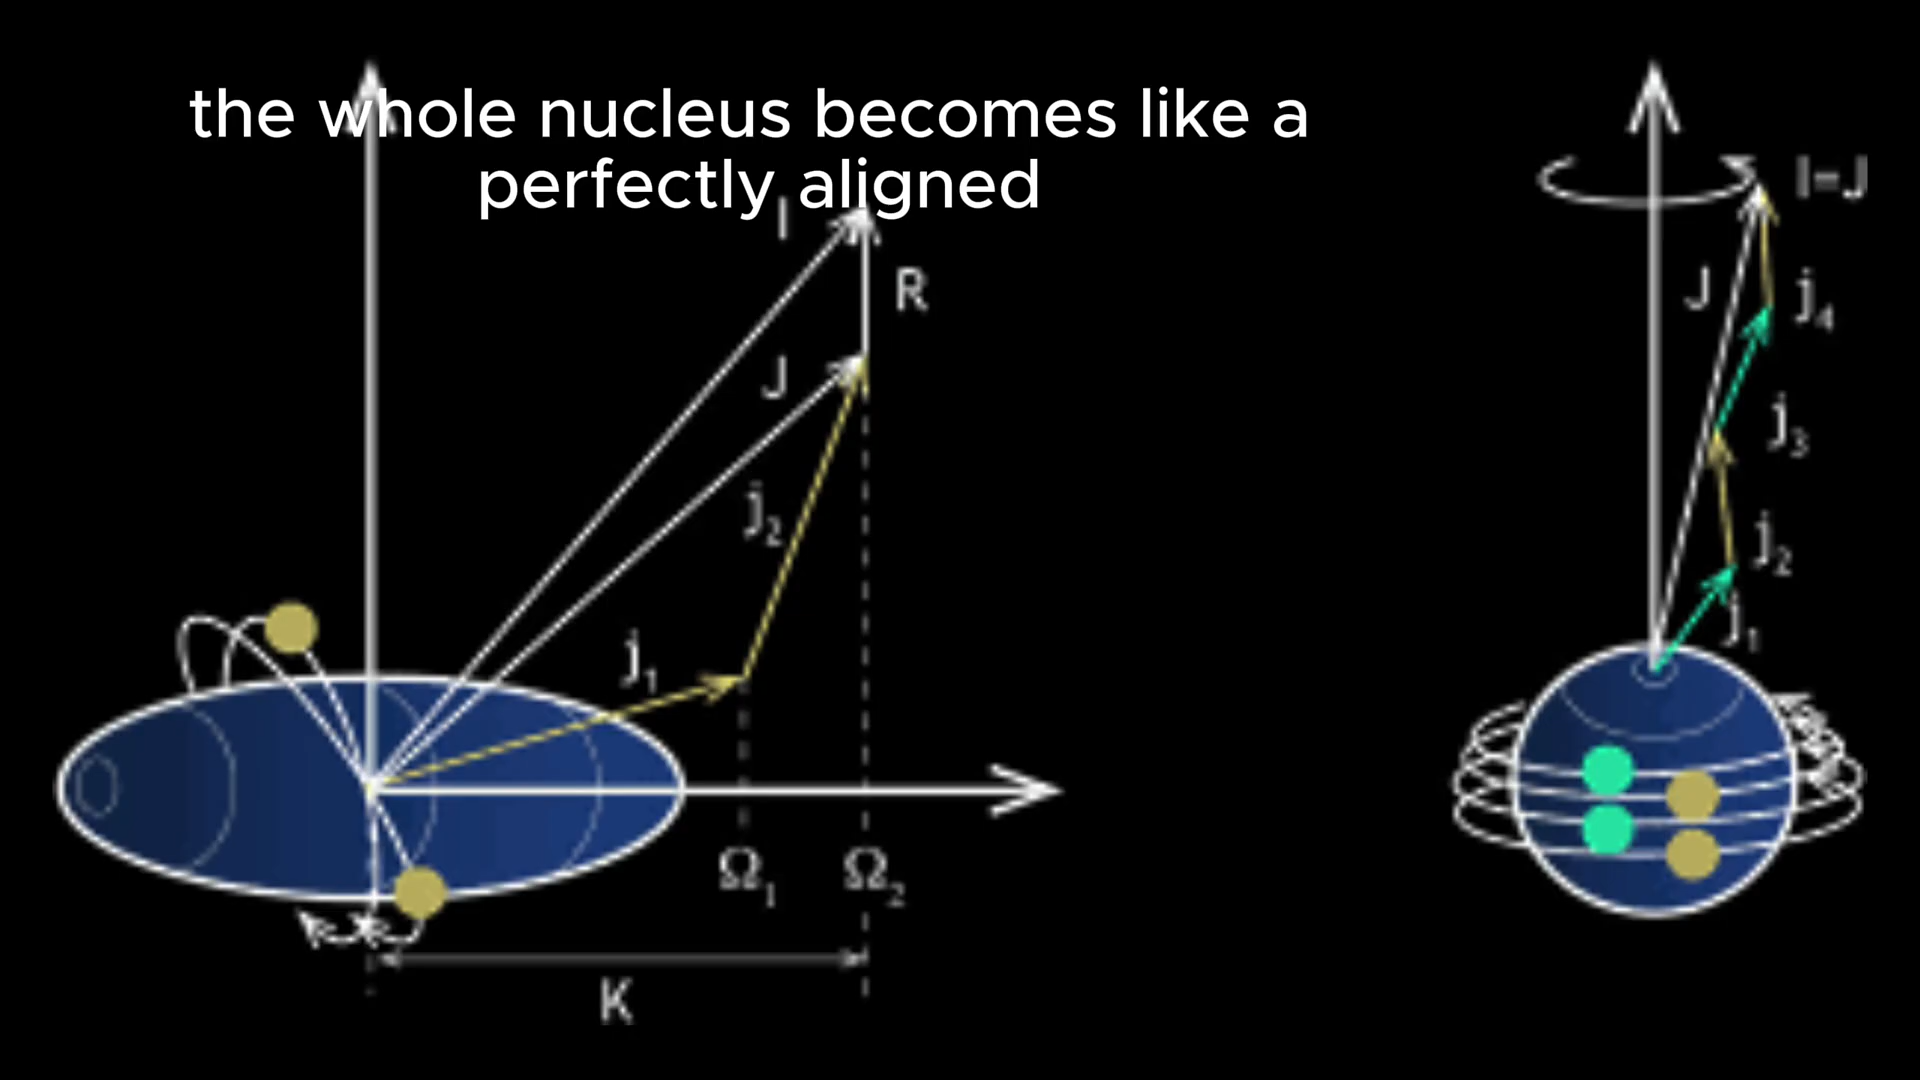 the whole nucleus becomes like a
perfectly aligned
I
R
J
j₂
j₁
Ω₁
Ω₂
K
I=J
J
j₄
j₃
j₂
j₁